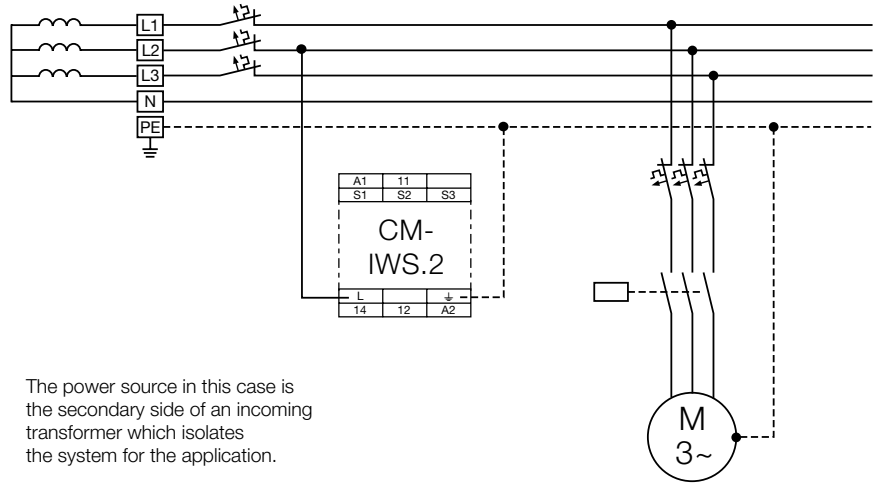 L1
L2
L3
N
PE
A1 11
S1 S2 S3
CM-
IWS.2
L
14 12 A2
M
3~
The power source in this case is
the secondary side of an incoming
transformer which isolates
the system for the application.